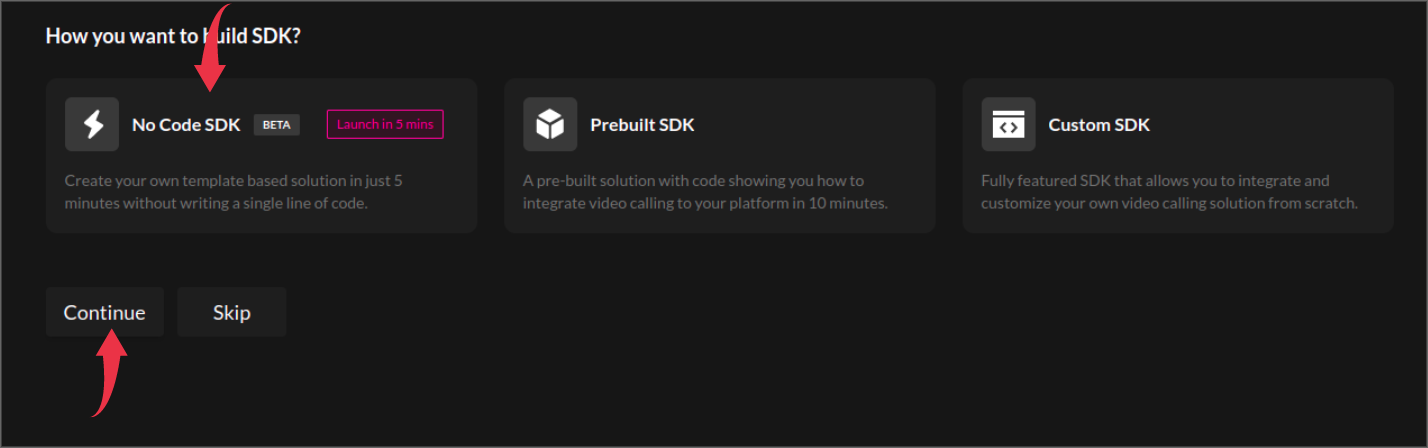 How you want to build SDK?
No Code SDK BETA Launch in 5 mins
Create your own template based solution in just 5
minutes without writing a single line of code.
Prebuilt SDK
A pre-built solution with code showing you how to
integrate video calling to your platform in 10 minutes.
Custom SDK
Fully featured SDK that allows you to integrate and
customize your own video calling solution from scratch.
Continue Skip